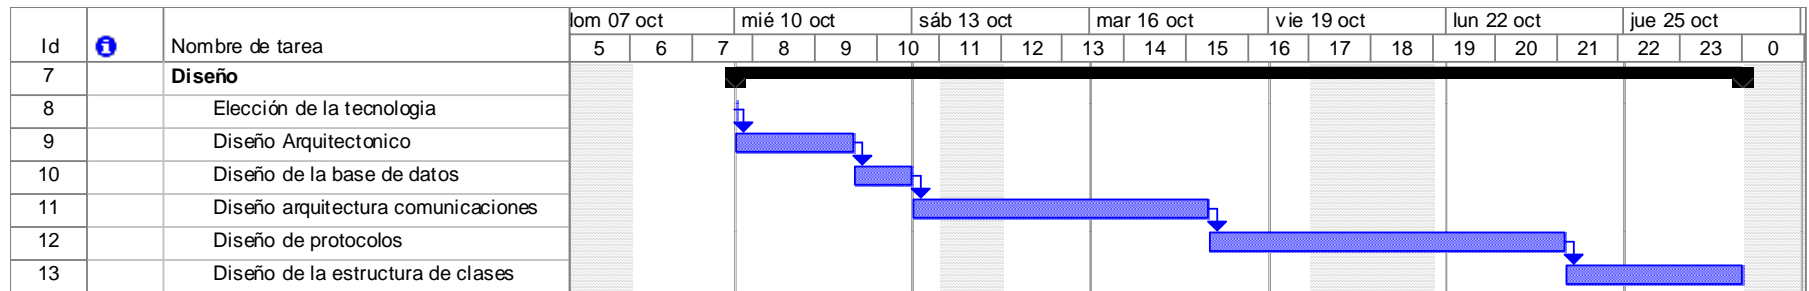 lom 07 oct mié 10 oct sáb 13 oct mar 16 oct vie 19 oct lun 22 oct jue 25 oct
Id Nombre de tarea 5 6 7 8 9 10 11 12 13 14 15 16 17 18 19 20 21 22 23 0
7 Diseño
8 Elección de la tecnologia
9 Diseño Arquitectonico
10 Diseño de la base de datos
11 Diseño arquitectura comunicaciones
12 Diseño de protocolos
13 Diseño de la estructura de clases